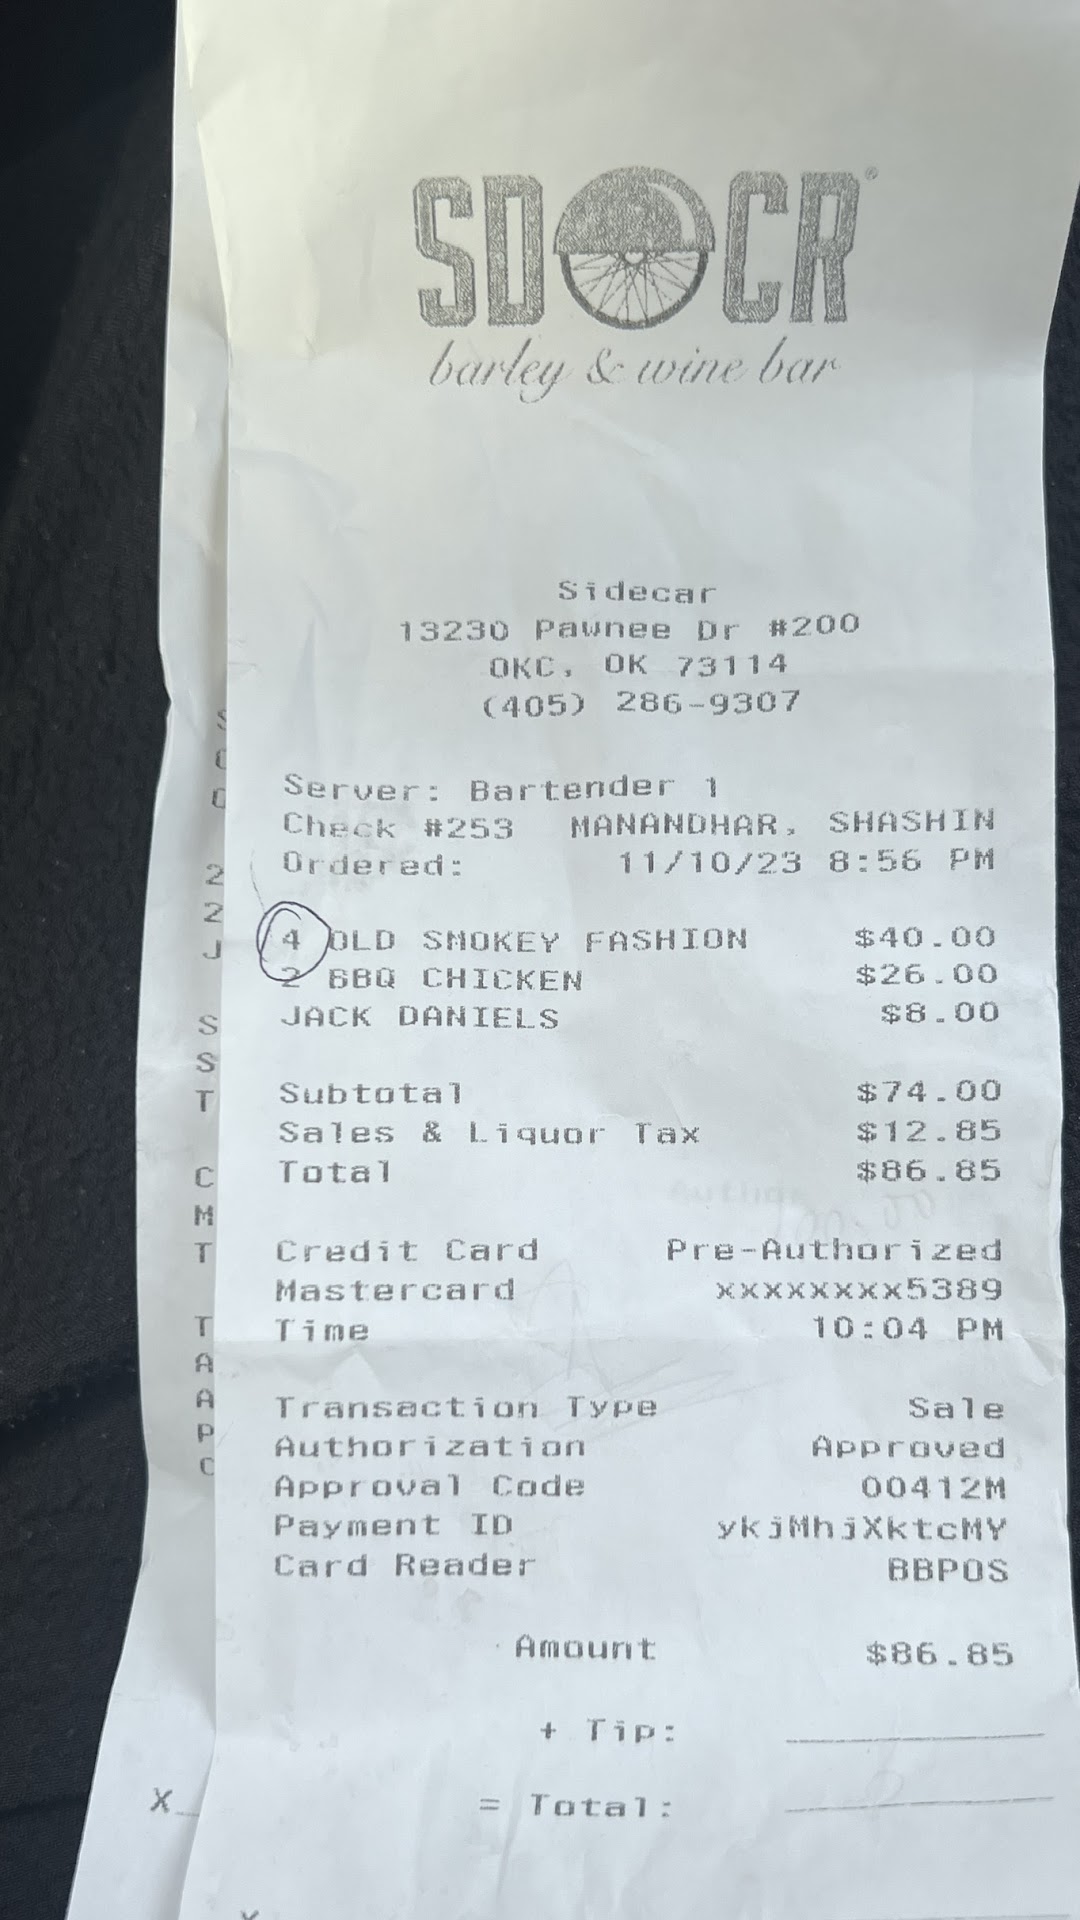 SDCR®
barley & wine bar
Sidecar
13230 Pawnee Dr #200
OKC, OK 73114
(405) 286-9307
Server: Bartender 1
Check #253 MANANDHAR, SHASHIN
Ordered: 11/10/23 8:56 PM
4 OLD SMOKEY FASHION $40.00
2 BBQ CHICKEN $26.00
JACK DANIELS $8.00
Subtotal $74.00
Sales & Liquor Tax $12.85
Total $86.85
Credit Card Pre-Authorized
Mastercard xxxxxxxx5389
Time 10:04 PM
Transaction Type Sale
Authorization Approved
Approval Code 00412M
Payment ID ykjMhjXktcMY
Card Reader BBPOS
Amount $86.85
+ Tip:
X
= Total: